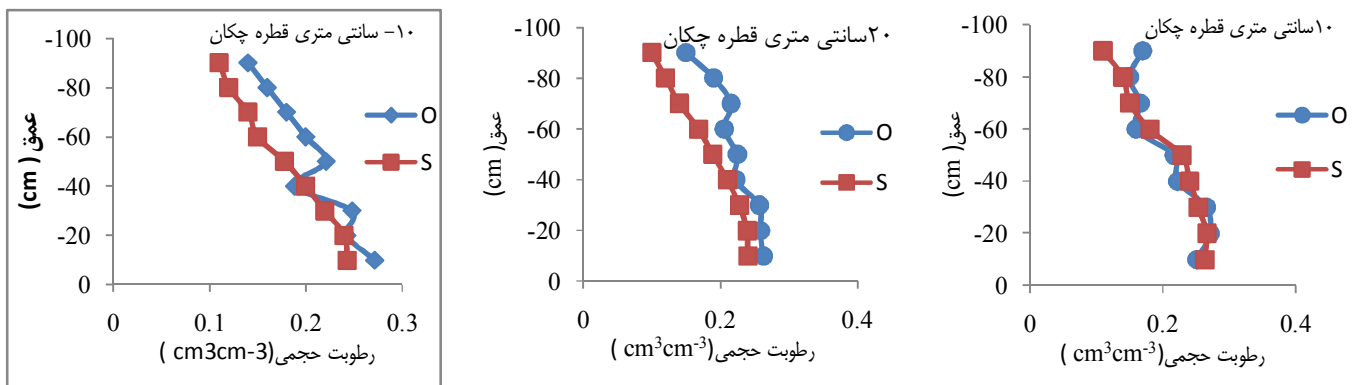 -۱۰ سانتی متری قطره چکان
-100
-80
-60
-40
-20
0
0
0.1
0.2
0.3
عمق( cm)
رطوبت حجمی(cm3cm-3 )
O
S
۲۰سانتی متری قطره چکان
-100
-80
-60
-40
-20
0
0
0.2
0.4
عمق( cm)
رطوبت حجمی(cm³cm⁻³ )
O
S
۱۰سانتی متری قطره چکان
-100
-80
-60
-40
-20
0
0
0.2
0.4
عمق( cm)
رطوبت حجمی(cm³cm⁻³ )
O
S